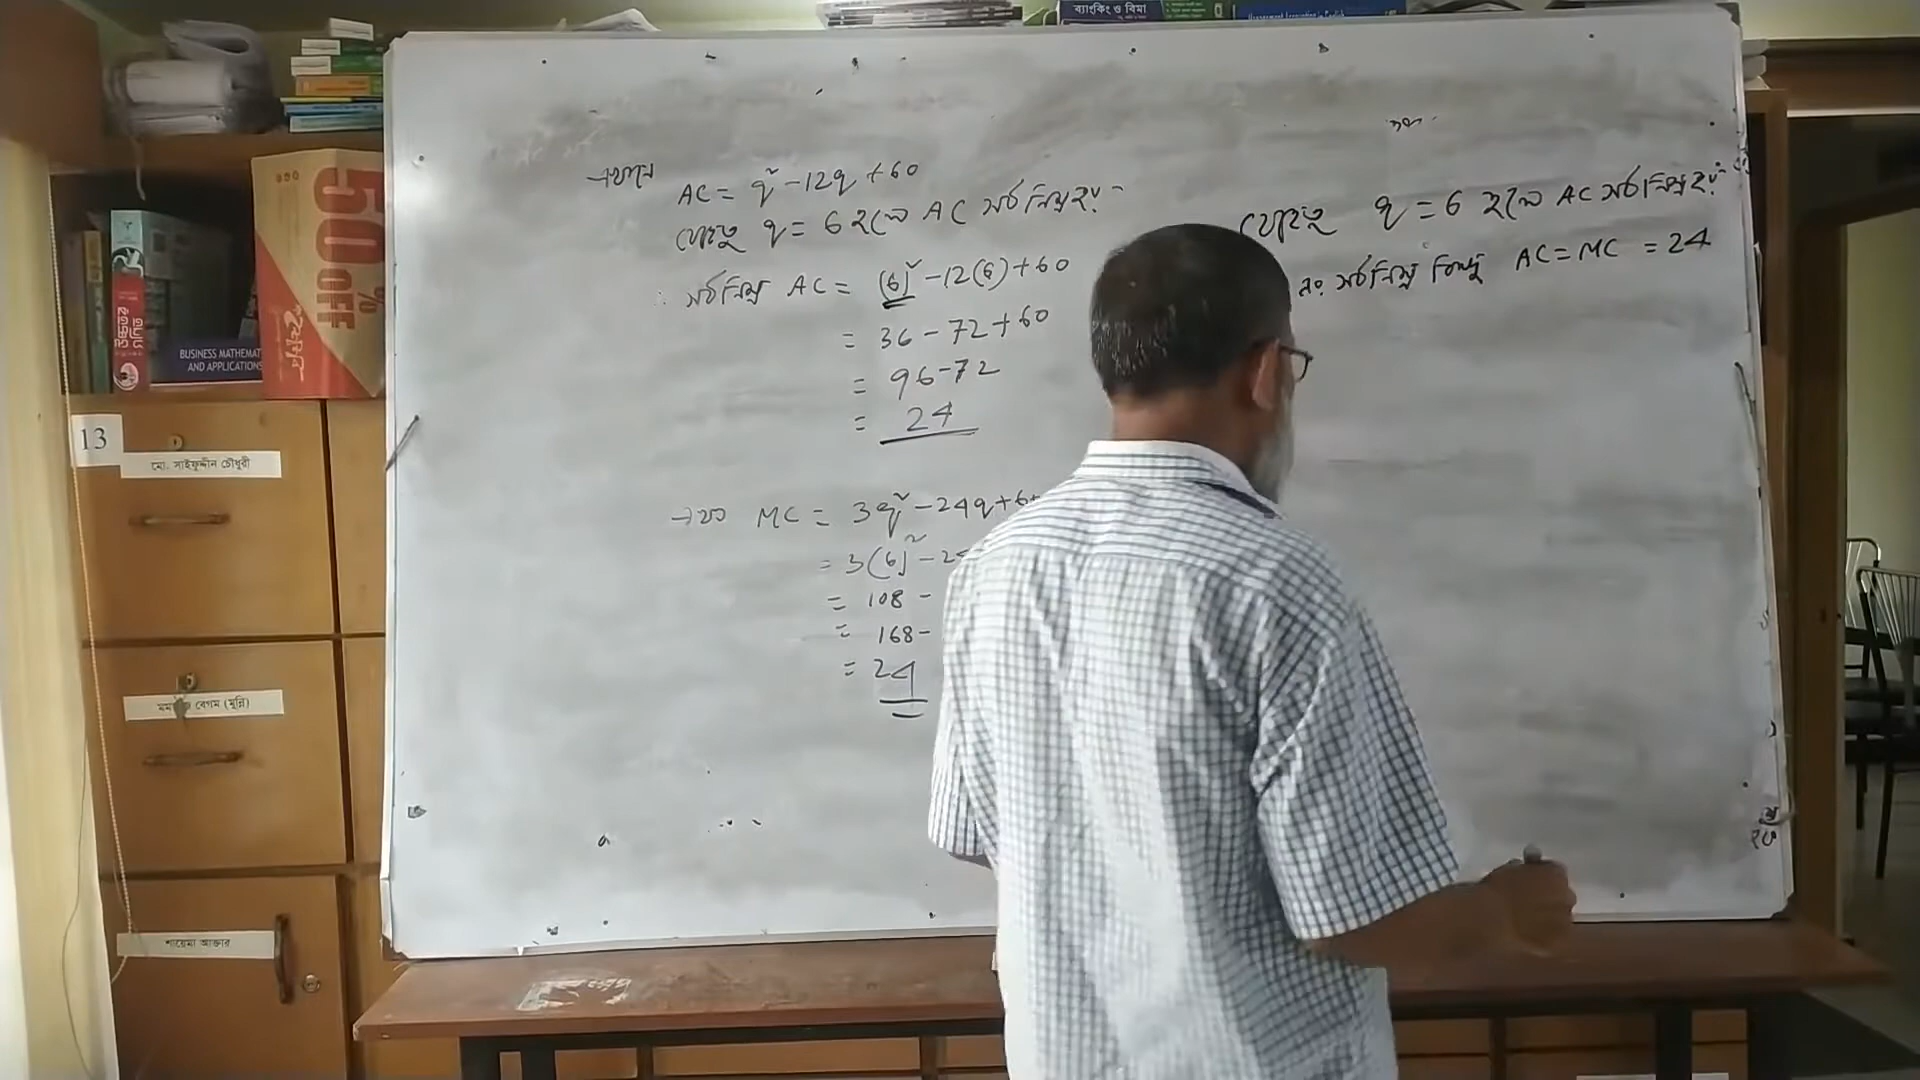 ব্যাংকিং ও বিমা
এখানে
AC = q² - 12q + 60
যেহেতু q = 6 হলে AC সর্বনিম্ন হয়
∴ সর্বনিম্ন AC = (6)² - 12(6) + 60
= 36 - 72 + 60
= 96 - 72
= 24
MC = 3q² - 24q + 6
= 3(6)² - 2
= 108 -
= 168 -
= 24
যেহেতু q = 6 হলে AC সর্বনিম্ন হয়
সর্বনিম্ন বিন্দু AC = MC = 24
50% OFF
BUSINESS MATHEMAT
AND APPLICATIONS
13
মো. সাইফুদ্দীন চৌধুরী
বেগম (মুন্নি)
শায়েমা আক্তার